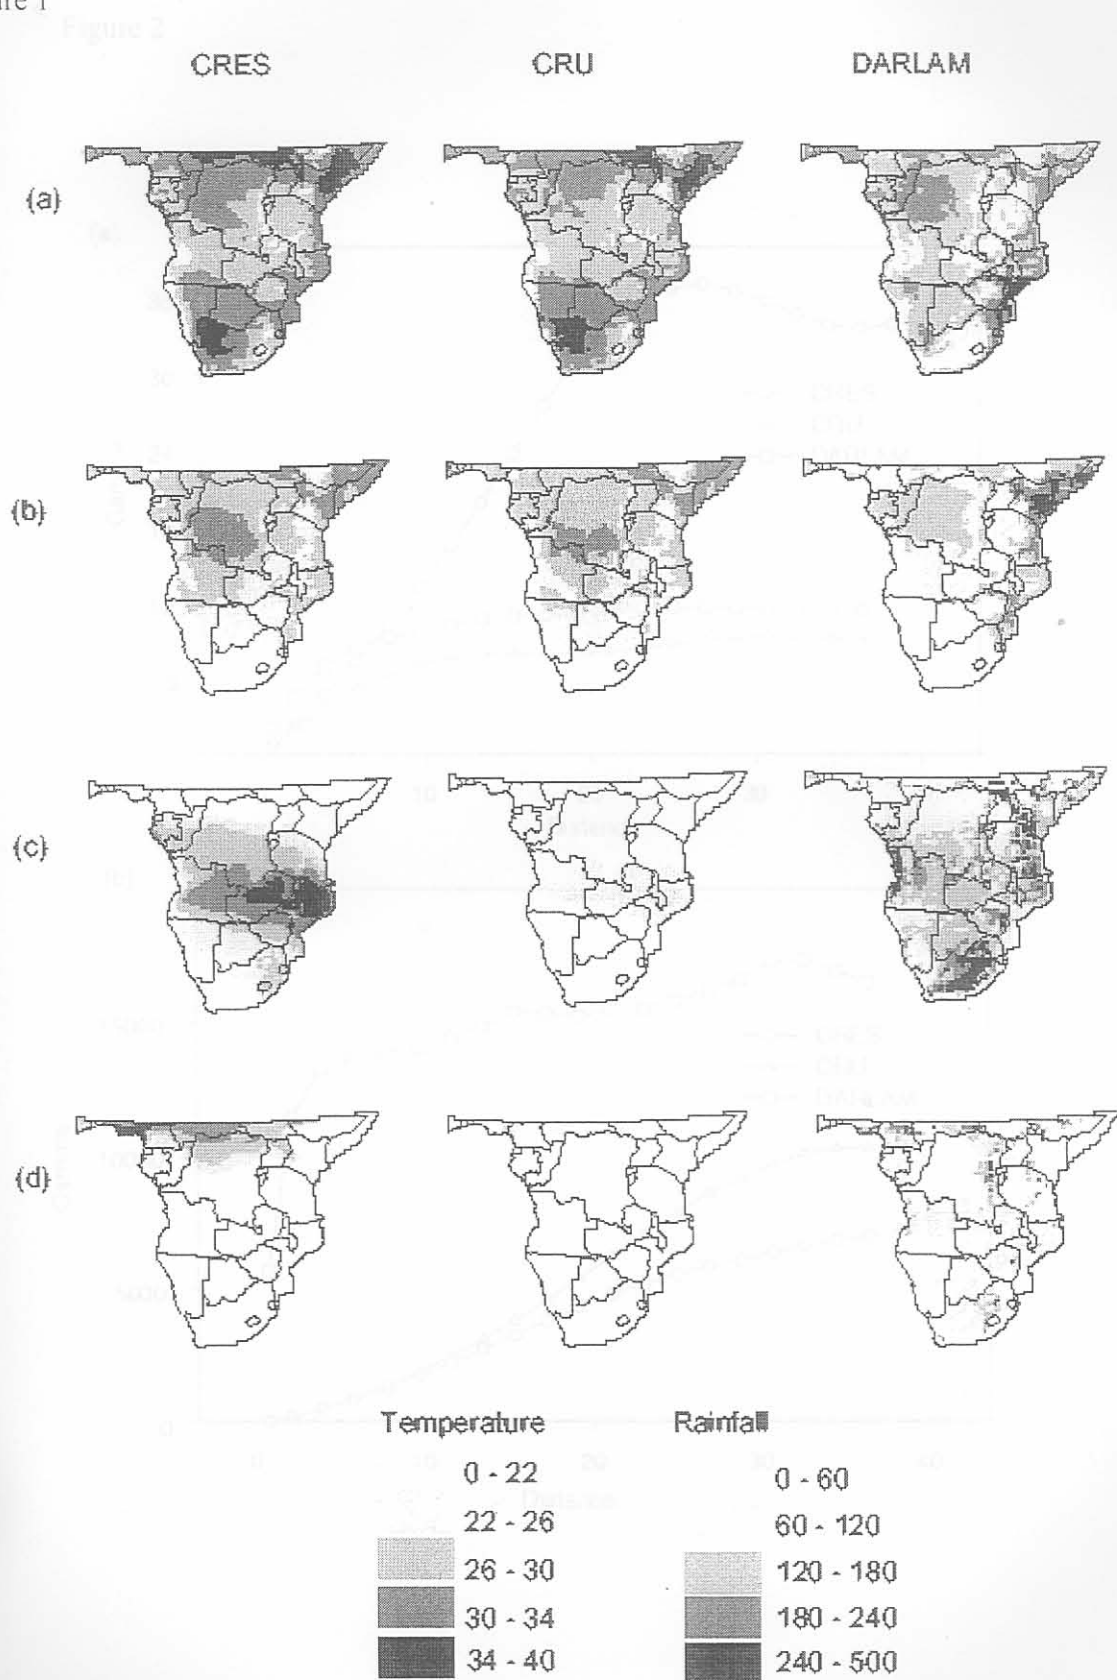 Figure 2
CRES CRU DARLAM
(a)
(b)
(c)
(d)
Temperature Rainfall
0 - 22 0 - 60
22 - 26 60 - 120
26 - 30 120 - 180
30 - 34 180 - 240
34 - 40 240 - 500